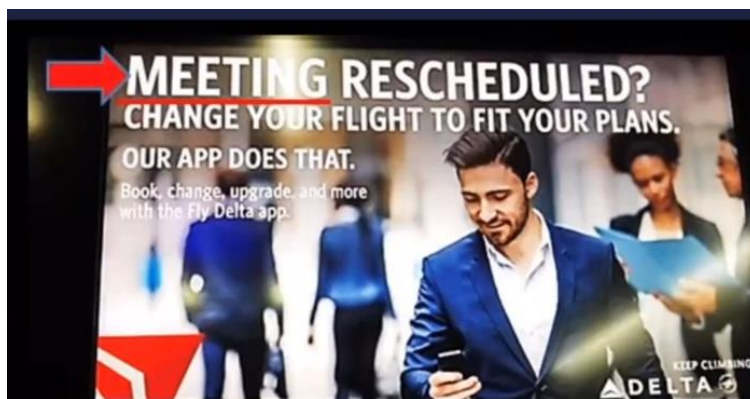 MEETING RESCHEDULED?
CHANGE YOUR FLIGHT TO FIT YOUR PLANS.
OUR APP DOES THAT.
Book, change, upgrade, and more
with the Fly Delta app.
KEEP CLIMBING
DELTA